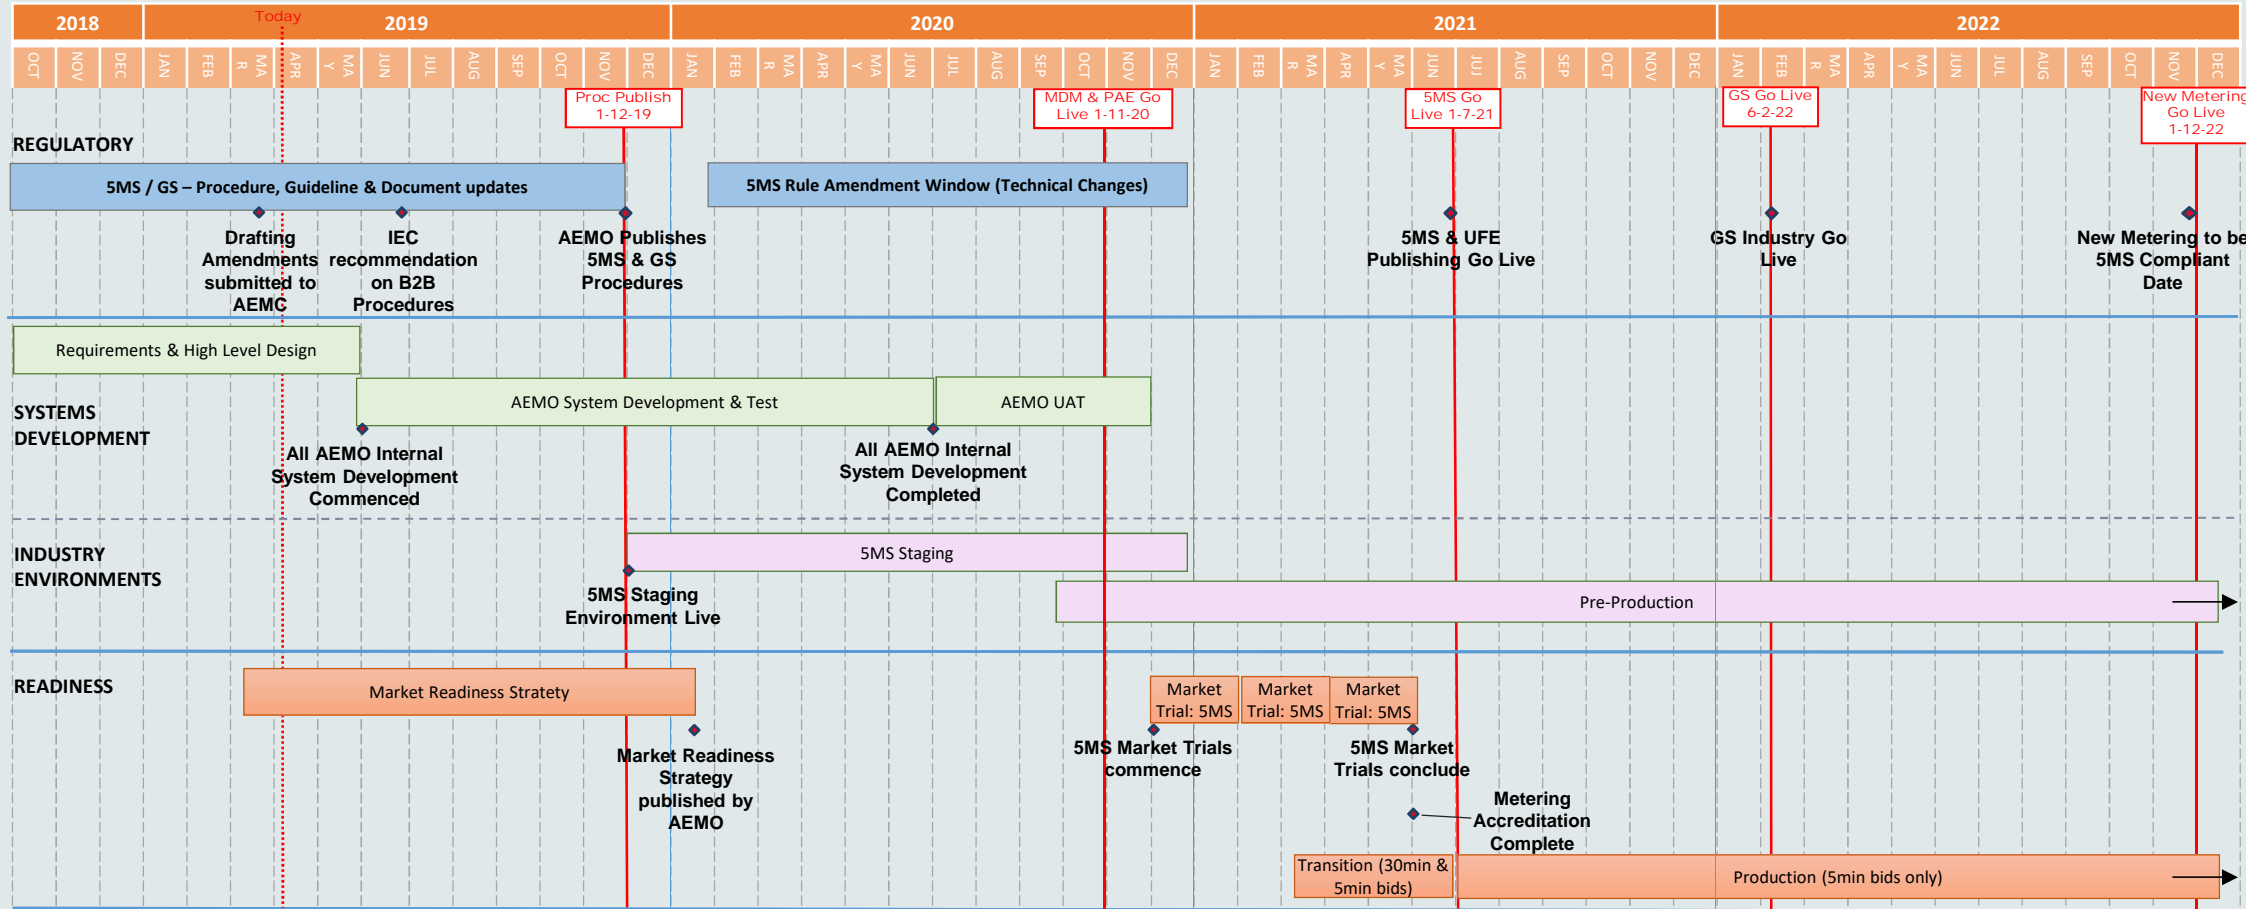 2018
Today
2019
2020
2021
2022
OCT
NOV
DEC
JAN
FEB
MA
R
APR
MA
Y
JUN
JUL
AUG
SEP
OCT
NOV
DEC
JAN
FEB
MA
R
APR
MA
Y
JUN
JUL
AUG
SEP
OCT
NOV
DEC
JAN
FEB
MA
R
APR
MA
Y
JUN
JUJ
AUG
SEP
OCT
NOV
DEC
JAN
FEB
MA
R
APR
MA
Y
JUN
JUL
AUG
SEP
OCT
NOV
DEC
Proc Publish
1-12-19
MDM & PAE Go
Live 1-11-20
5MS Go
Live 1-7-21
GS Go Live
6-2-22
New Metering
Go Live
1-12-22
REGULATORY
5MS / GS – Procedure, Guideline & Document updates
5MS Rule Amendment Window (Technical Changes)
Drafting
Amendments
submitted to
AEMC
IEC
recommendation
on B2B
Procedures
AEMO Publishes
5MS & GS
Procedures
5MS & UFE
Publishing Go Live
GS Industry Go
Live
New Metering to be
5MS Compliant
Date
Requirements & High Level Design
SYSTEMS
DEVELOPMENT
AEMO System Development & Test
AEMO UAT
All AEMO Internal
System Development
Commenced
All AEMO Internal
System Development
Completed
INDUSTRY
ENVIRONMENTS
5MS Staging
5MS Staging
Environment Live
Pre-Production
READINESS
Market Readiness Stratety
Market
Trial: 5MS
Market
Trial: 5MS
Market
Trial: 5MS
Market Readiness
Strategy
published by
AEMO
5MS Market Trials
commence
5MS Market
Trials conclude
Metering
Accreditation
Complete
Transition (30min &
5min bids)
Production (5min bids only)